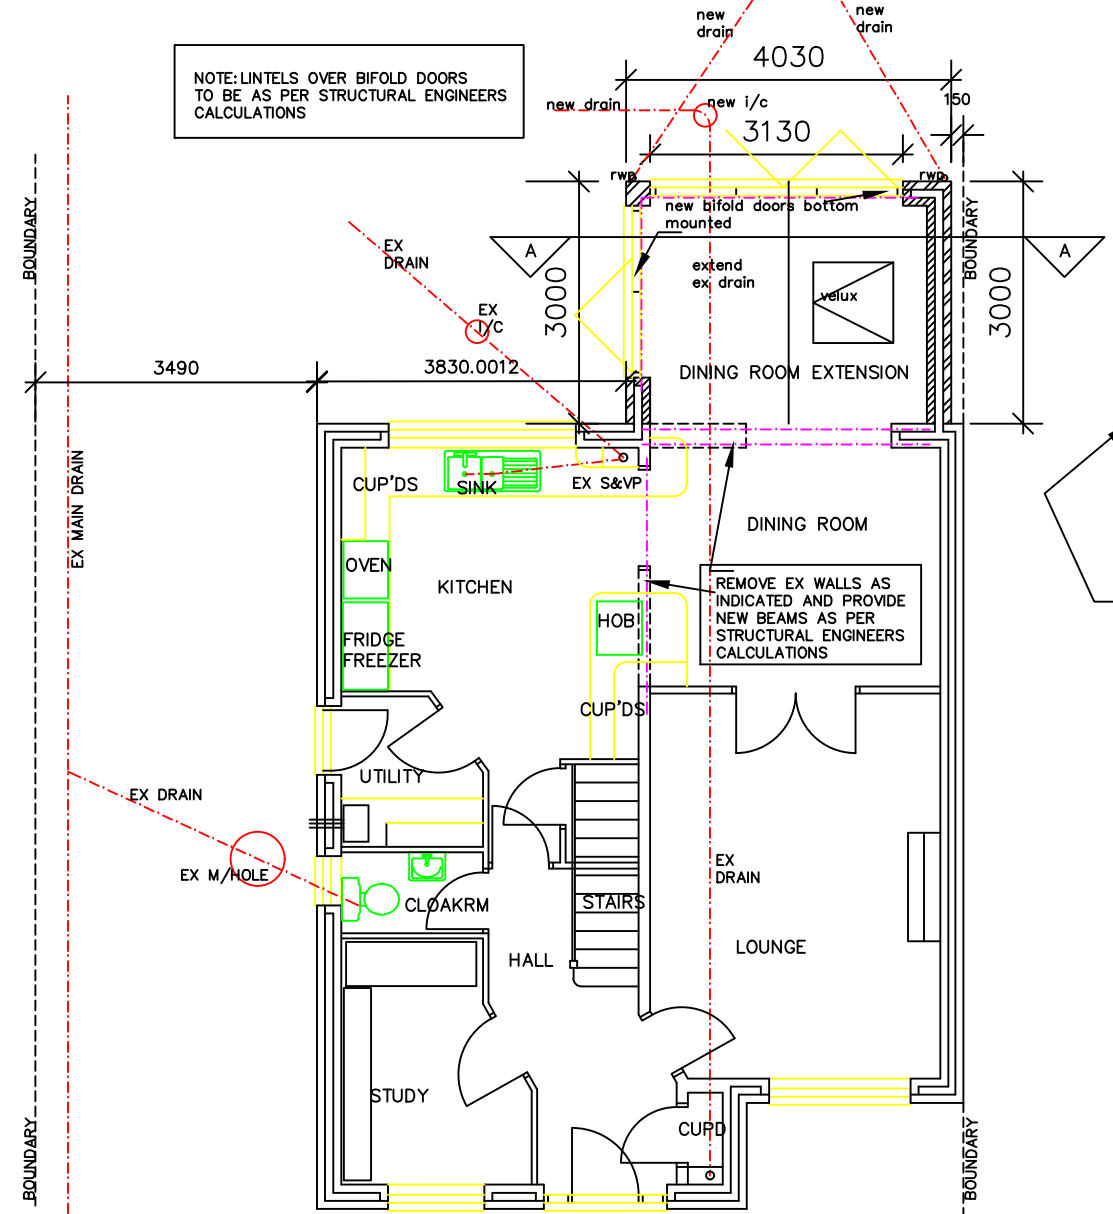 new
drain
new
drain
4030
NOTE:LINTELS OVER BIFOLD DOORS
TO BE AS PER STRUCTURAL ENGINEERS
CALCULATIONS
new drain
new i/c
150
3130
rwp
rwp
new bifold doors bottom
mounted
BOUNDARY
BOUNDARY
EX
DRAIN
A
A
extend
ex drain
3000
3000
velux
EX
I/C
3490
3830.0012
DINING ROOM EXTENSION
EX MAIN DRAIN
CUP'DS
SINK
EX S&VP
DINING ROOM
OVEN
KITCHEN
REMOVE EX WALLS AS
INDICATED AND PROVIDE
NEW BEAMS AS PER
STRUCTURAL ENGINEERS
CALCULATIONS
HOB
FRIDGE
FREEZER
CUP'DS
UTILITY
EX DRAIN
EX M/HOLE
EX
DRAIN
CLOAKRM
STAIRS
LOUNGE
HALL
STUDY
CUPD
BOUNDARY
BOUNDARY